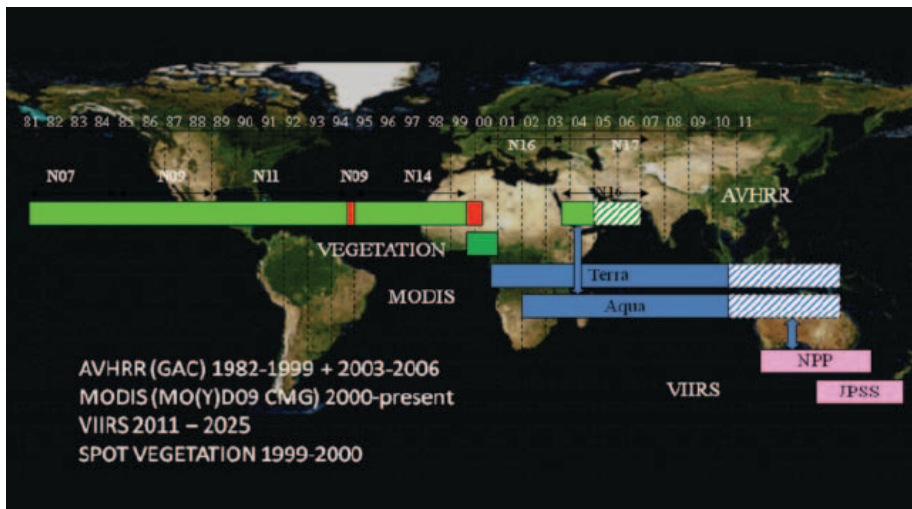 81 82 83 84 85 86 87 88 89 90 91 92 93 94 95 96 97 98 99 00 01 02 03 04 05 06 07 08 09 10 11
N16 N17
N07 N09 N11 N09 N14
N16
AVHRR
VEGETATION
Terra
MODIS
Aqua
NPP
VIIRS
JPSS
AVHRR (GAC) 1982-1999 + 2003-2006
MODIS (MO(Y)D09 CMG) 2000-present
VIIRS 2011 – 2025
SPOT VEGETATION 1999-2000